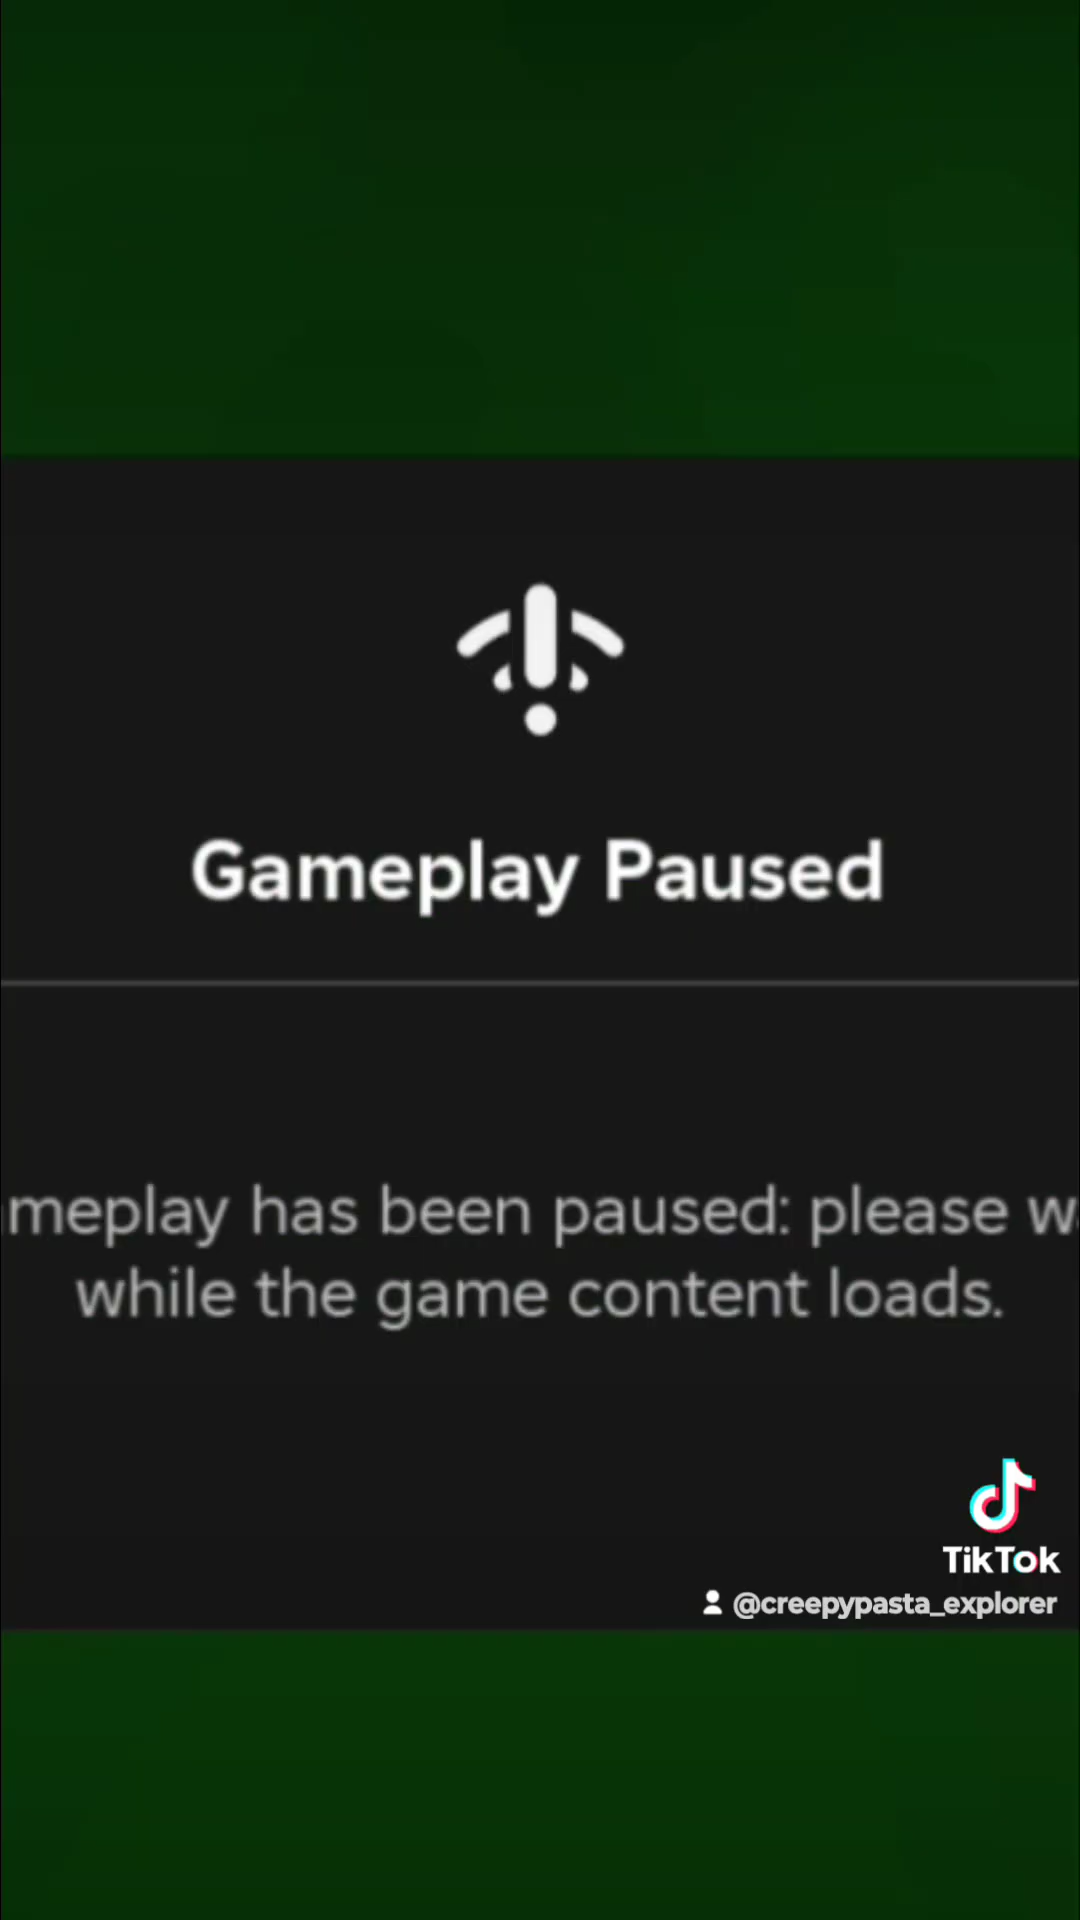 Gameplay Paused
meplay has been paused: please w
while the game content loads.
TikTok
@creepypasta_explorer